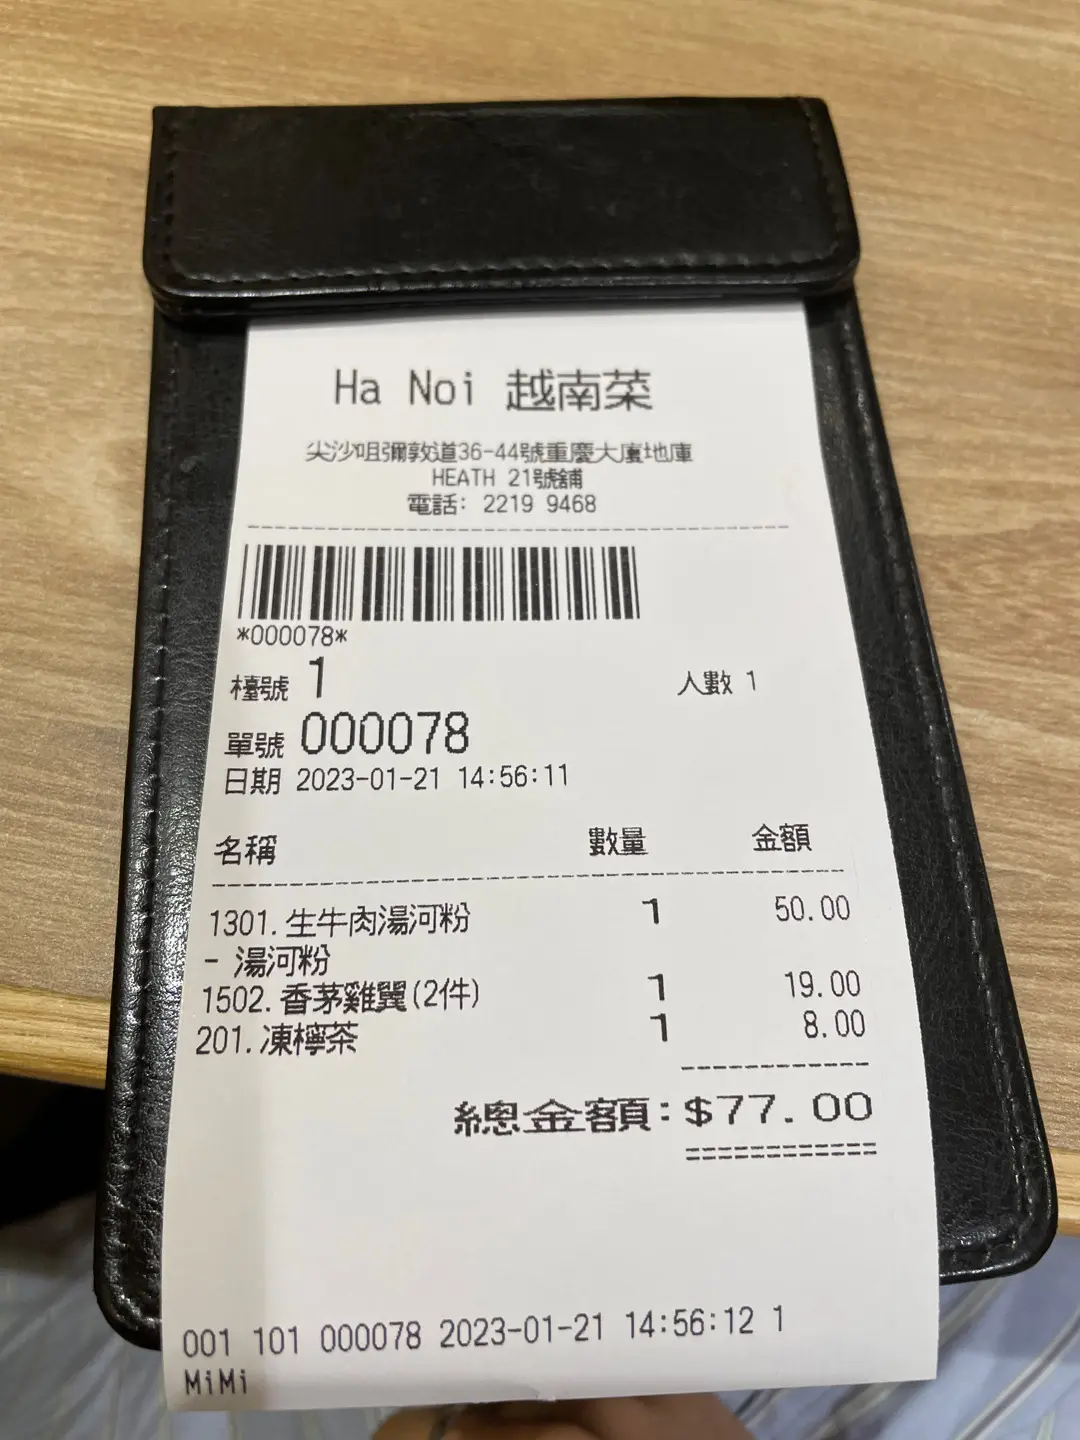 Ha Noi 越南菜
尖沙咀彌敦道36-44號重慶大廈地庫
HEATH 21號舖
電話: 2219 9468
*000078*
檯號 1 人數 1
單號 000078
日期 2023-01-21 14:56:11
名稱 數量 金額
1301. 生牛肉湯河粉 1 50.00
- 湯河粉
1502. 香茅雞翼(2件) 1 19.00
201. 凍檸茶 1 8.00
總金額: $77.00
001 101 000078 2023-01-21 14:56:12 1
MiMi